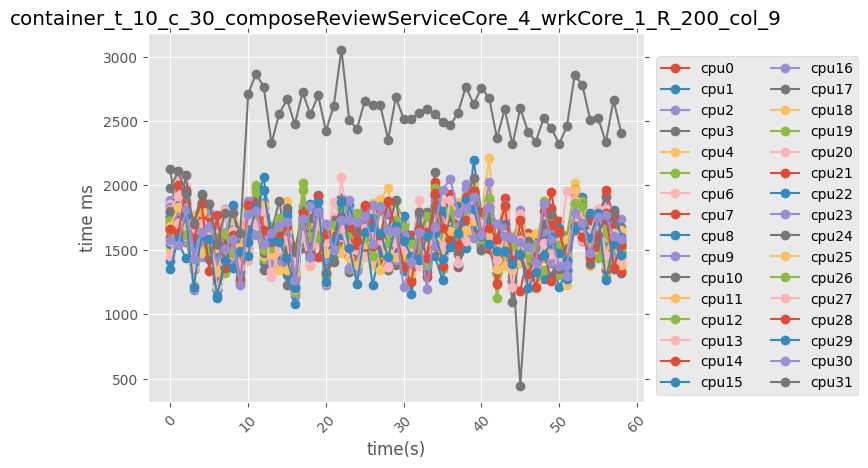 container_t_10_c_30_composeReviewServiceCore_4_wrkCore_1_R_200_col_9
time ms
3000
2500
2000
1500
1000
500
0
10
20
30
40
50
60
time(s)
cpu0
cpu1
cpu2
cpu3
cpu4
cpu5
cpu6
cpu7
cpu8
cpu9
cpu10
cpu11
cpu12
cpu13
cpu14
cpu15
cpu16
cpu17
cpu18
cpu19
cpu20
cpu21
cpu22
cpu23
cpu24
cpu25
cpu26
cpu27
cpu28
cpu29
cpu30
cpu31